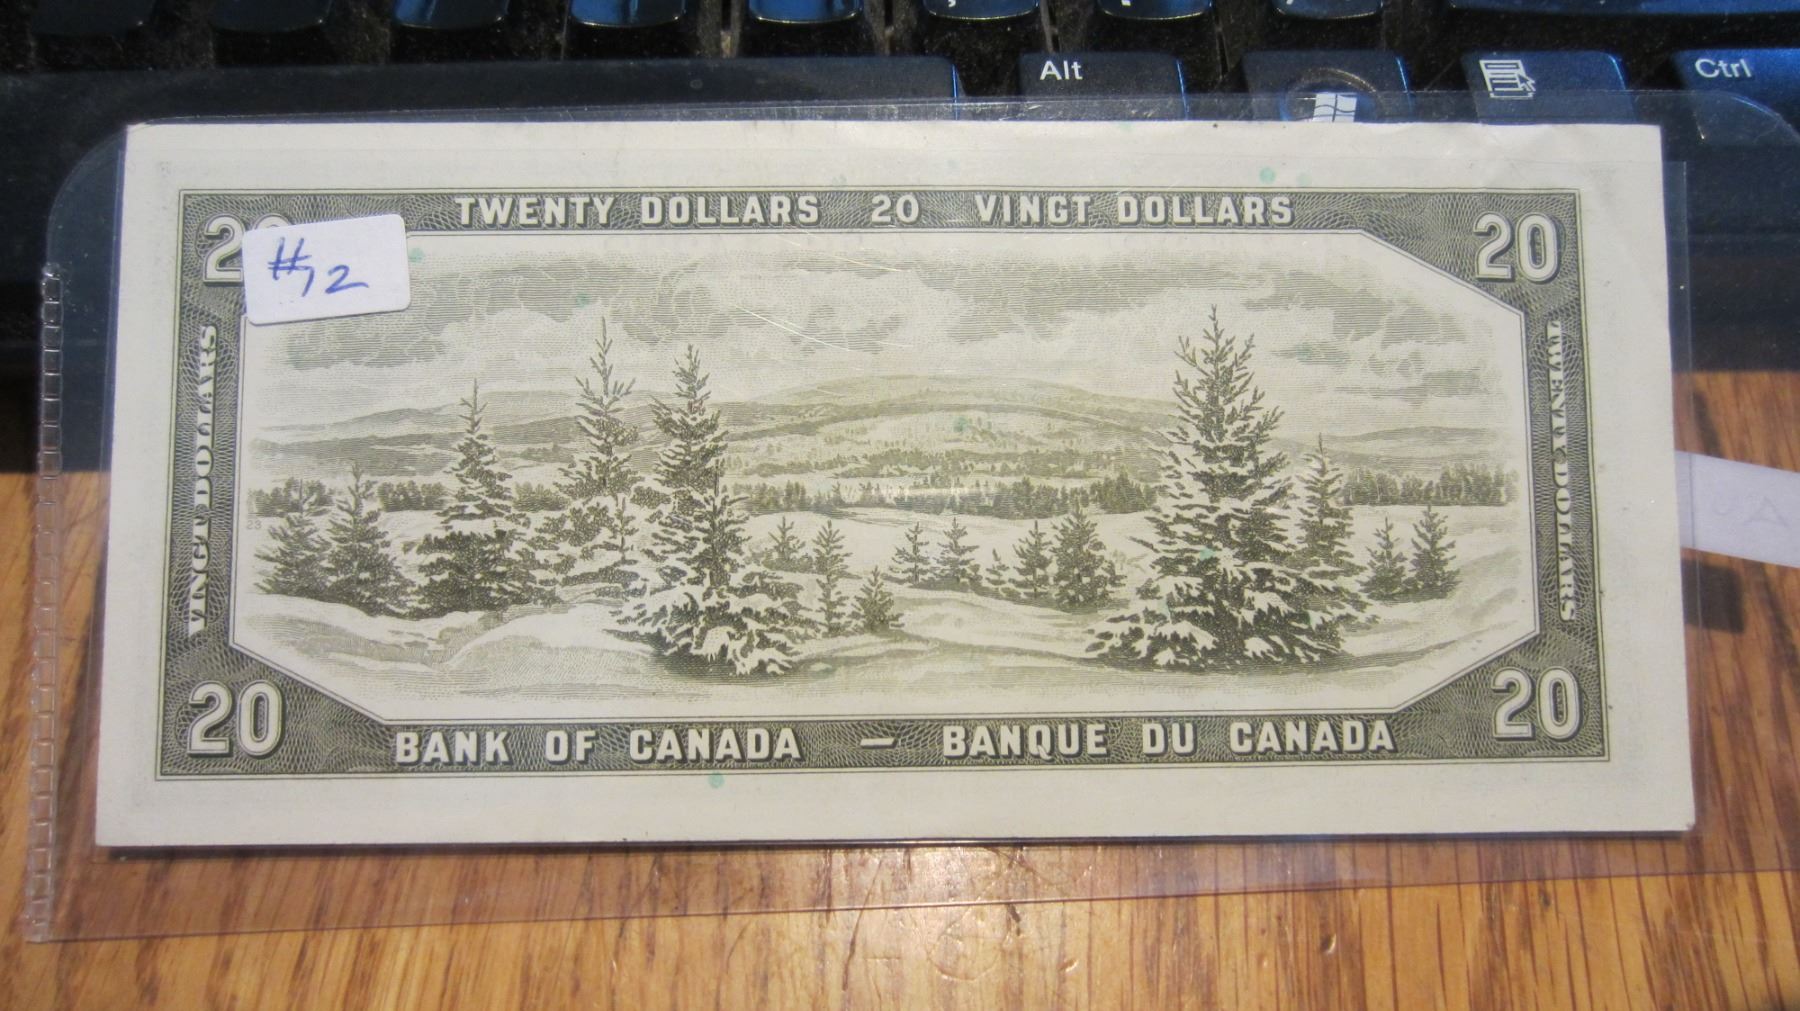 Alt
Ctrl
TWENTY DOLLARS 20 VINGT DOLLARS
20
#72
20
VINGT DOLLARS
TWENTY DOLLARS
23
20
20
BANK OF CANADA — BANQUE DU CANADA